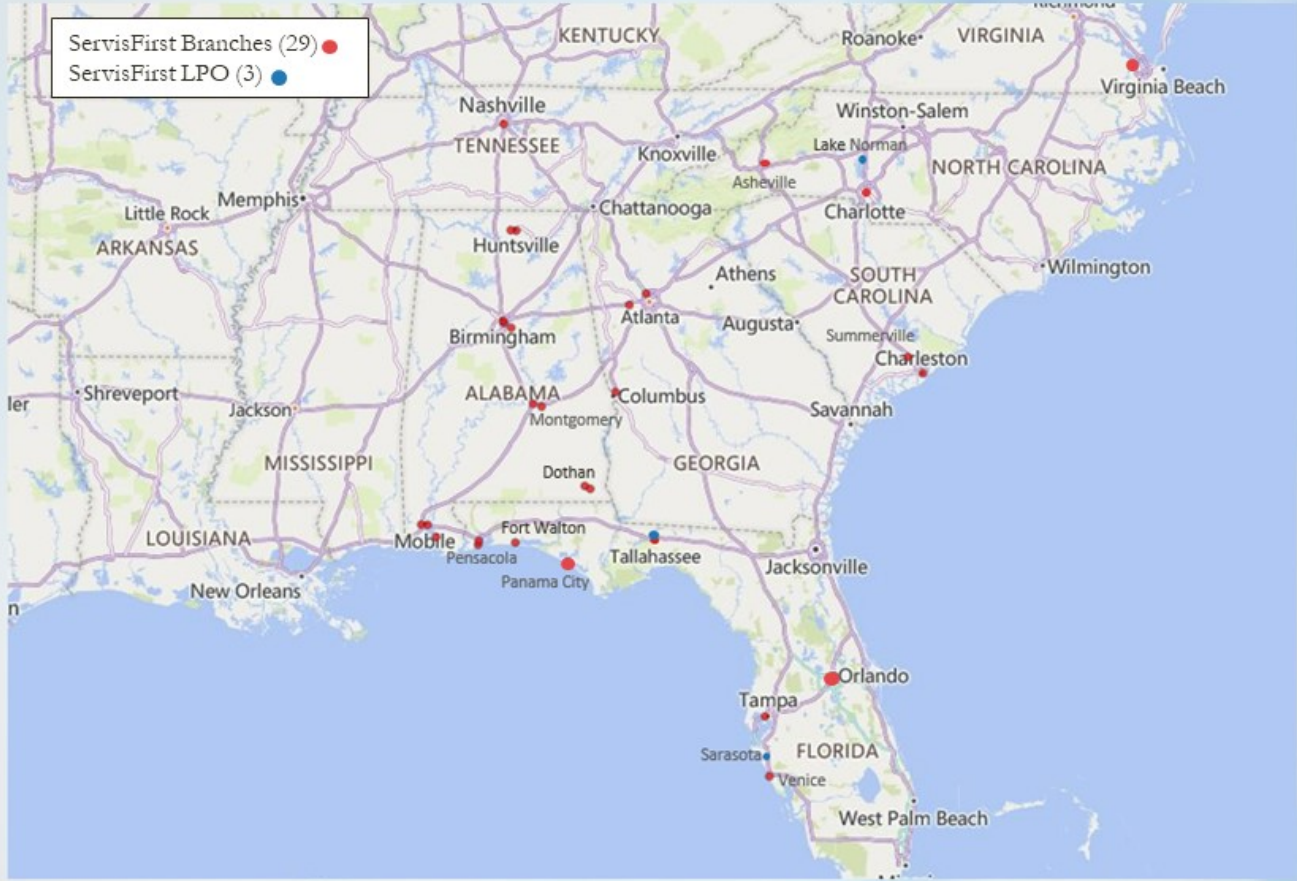 ServisFirst Branches (29)
ServisFirst LPO (3)
Richmond
KENTUCKY
Roanoke
VIRGINIA
Virginia Beach
Nashville
Winston-Salem
TENNESSEE
Lake Norman
Knoxville
NORTH CAROLINA
Asheville
Memphis
Chattanooga
Charlotte
Little Rock
ARKANSAS
Huntsville
Wilmington
Athens
SOUTH
CAROLINA
Atlanta
Augusta
Birmingham
Summerville
Charleston
Shreveport
ALABAMA
Columbus
ler
Jackson
Montgomery
Savannah
MISSISSIPPI
Dothan
GEORGIA
LOUISIANA
Mobile
Fort Walton
Pensacola
Tallahassee
Jacksonville
Panama City
New Orleans
n
Orlando
Tampa
Sarasota
FLORIDA
Venice
West Palm Beach